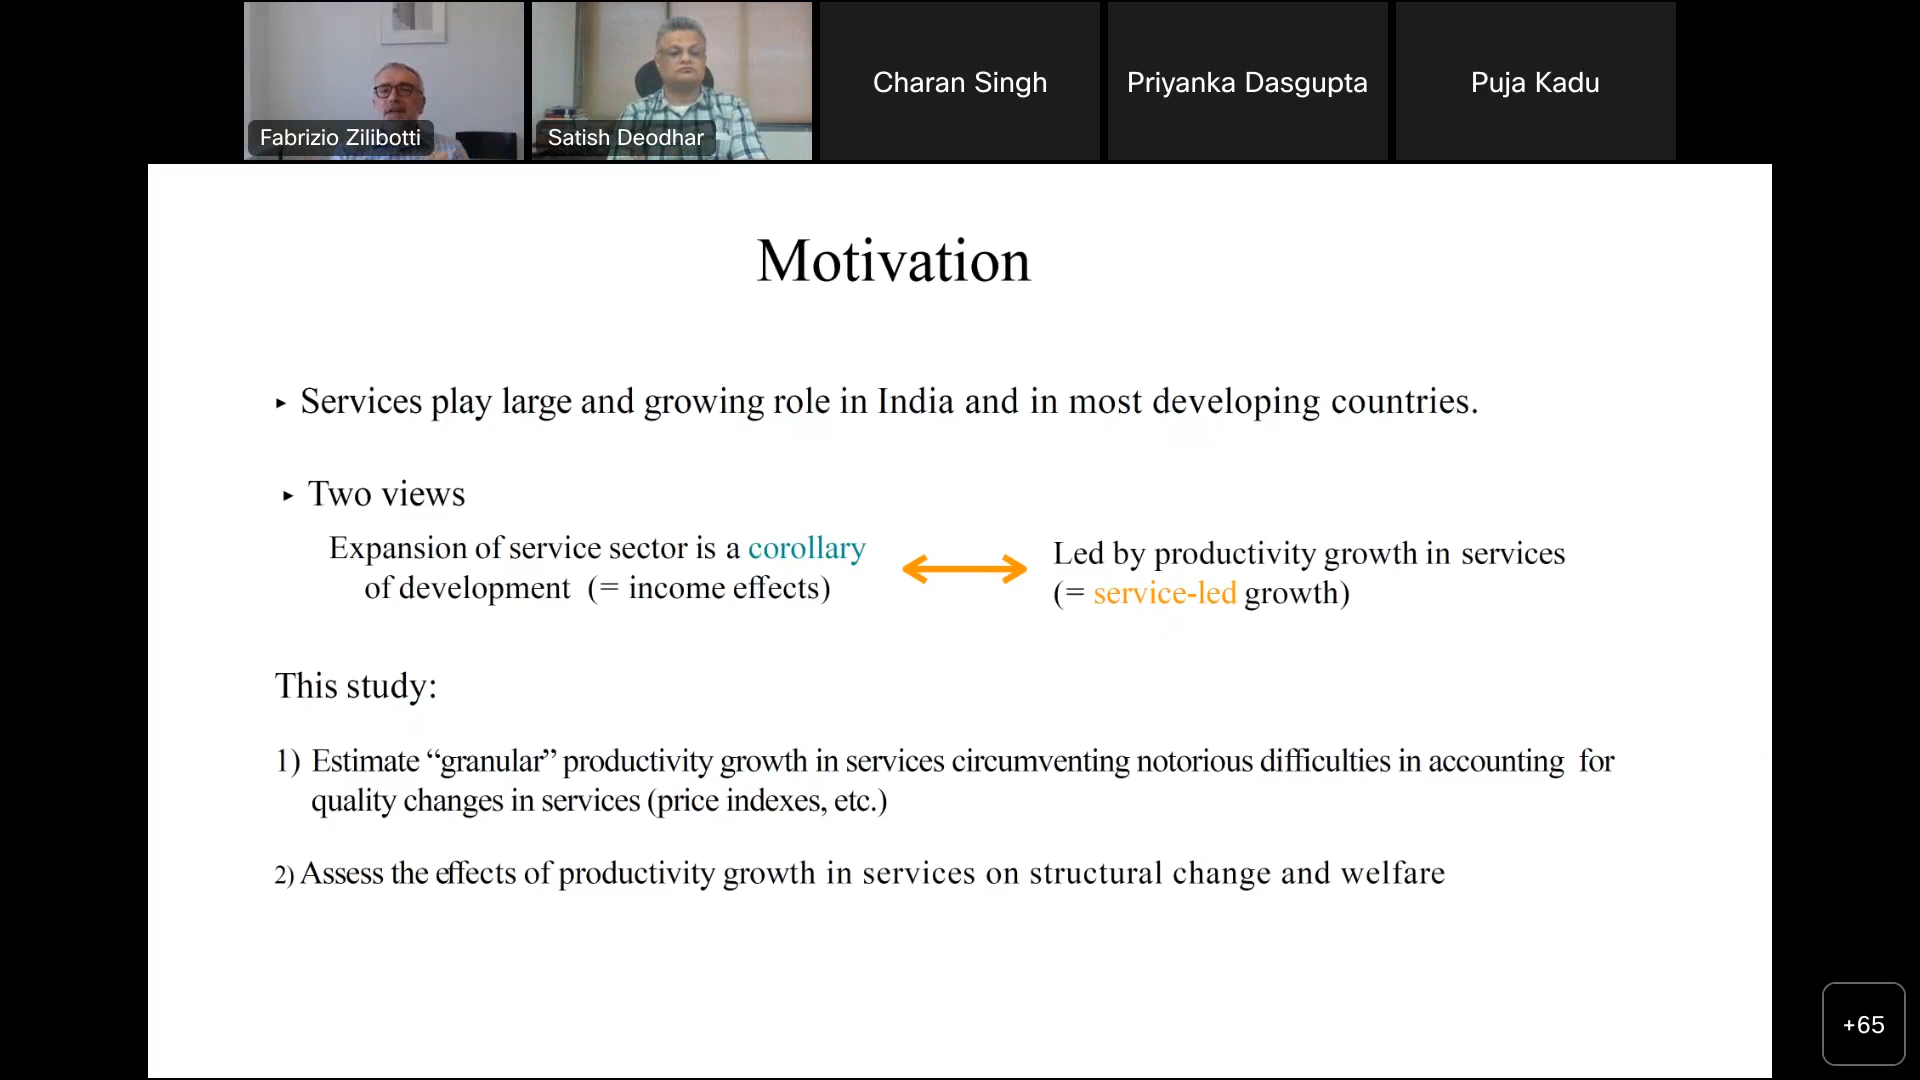 Fabrizio Zilibotti
Satish Deodhar
Charan Singh
Priyanka Dasgupta
Puja Kadu
Motivation
▸ Services play large and growing role in India and in most developing countries.
▸ Two views
Expansion of service sector is a corollary
of development (= income effects)
Led by productivity growth in services
(= service-led growth)
This study:
1) Estimate “granular” productivity growth in services circumventing notorious difficulties in accounting for
quality changes in services (price indexes, etc.)
2) Assess the effects of productivity growth in services on structural change and welfare
+65